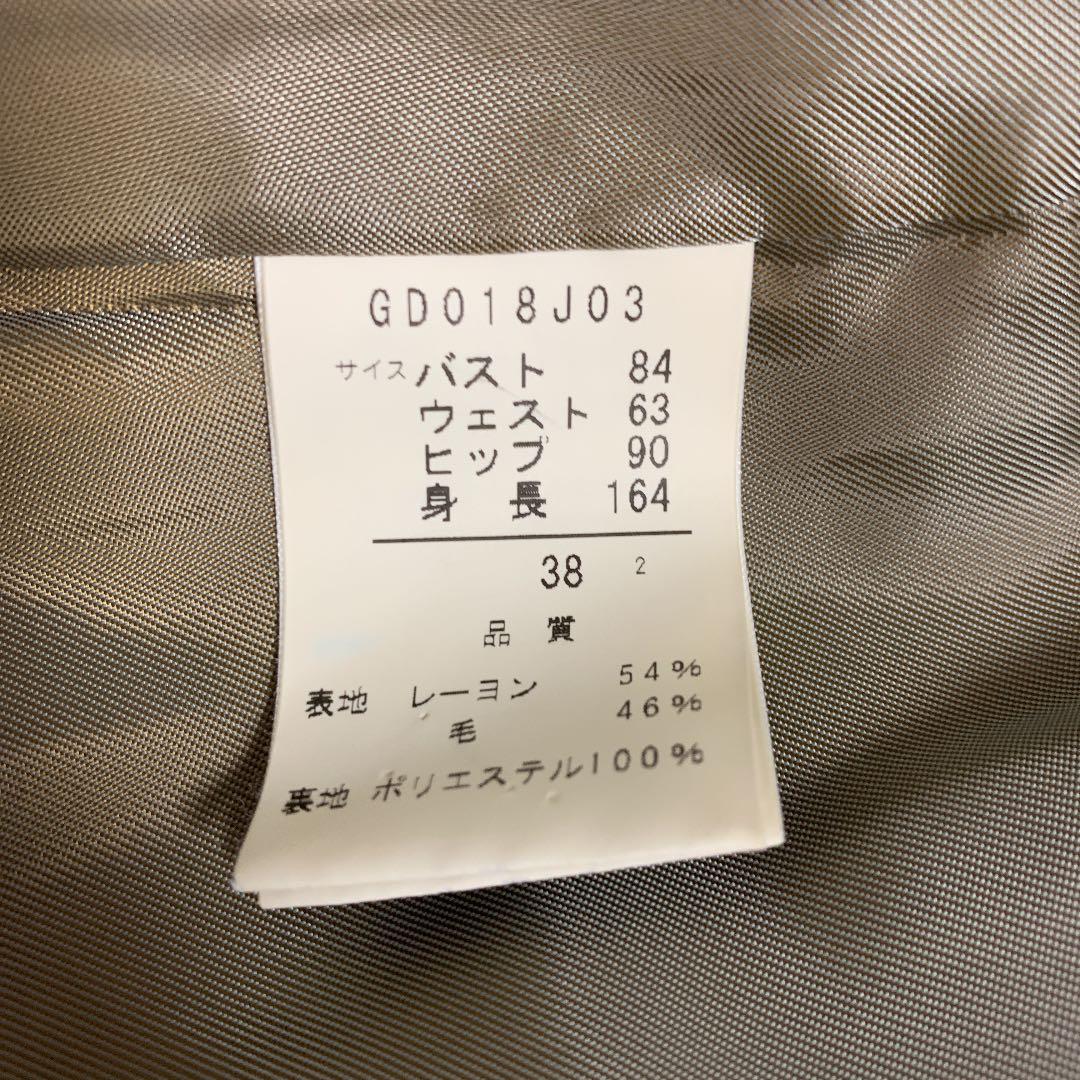 GD018J03
サイズ バスト 84
ウェスト 63
ヒップ 90
身長 164
38 2
品質
表地 レーヨン 54%
毛 46%
裏地 ポリエステル100%